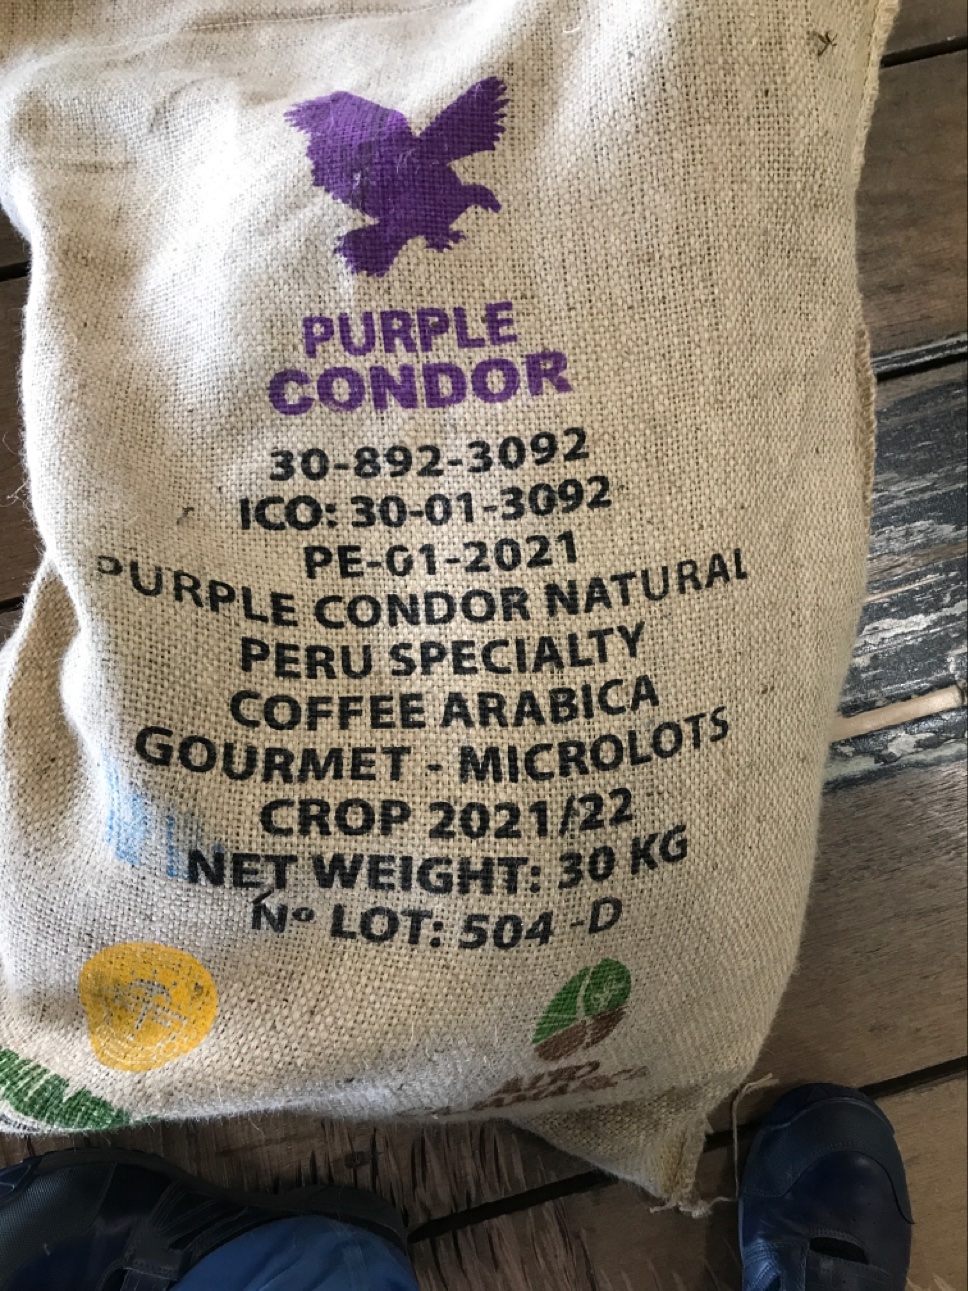 PURPLE
CONDOR
30-892-3092
ICO: 30-01-3092
PE-01-2021
PURPLE CONDOR NATURAL
PERU SPECIALTY
COFFEE ARABICA
GOURMET - MICROLOTS
CROP 2021/22
NET WEIGHT: 30 KG
Nº LOT: 504 -D